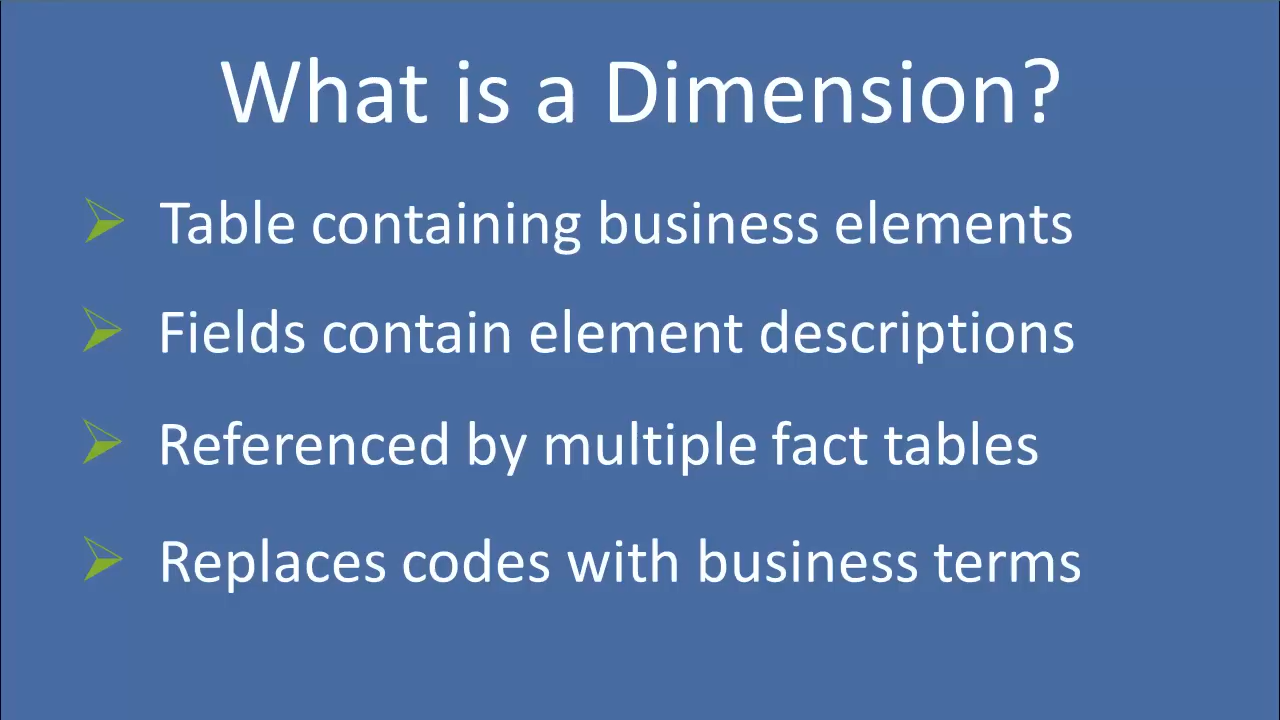 What is a Dimension?
Table containing business elements
Fields contain element descriptions
Referenced by multiple fact tables
Replaces codes with business terms